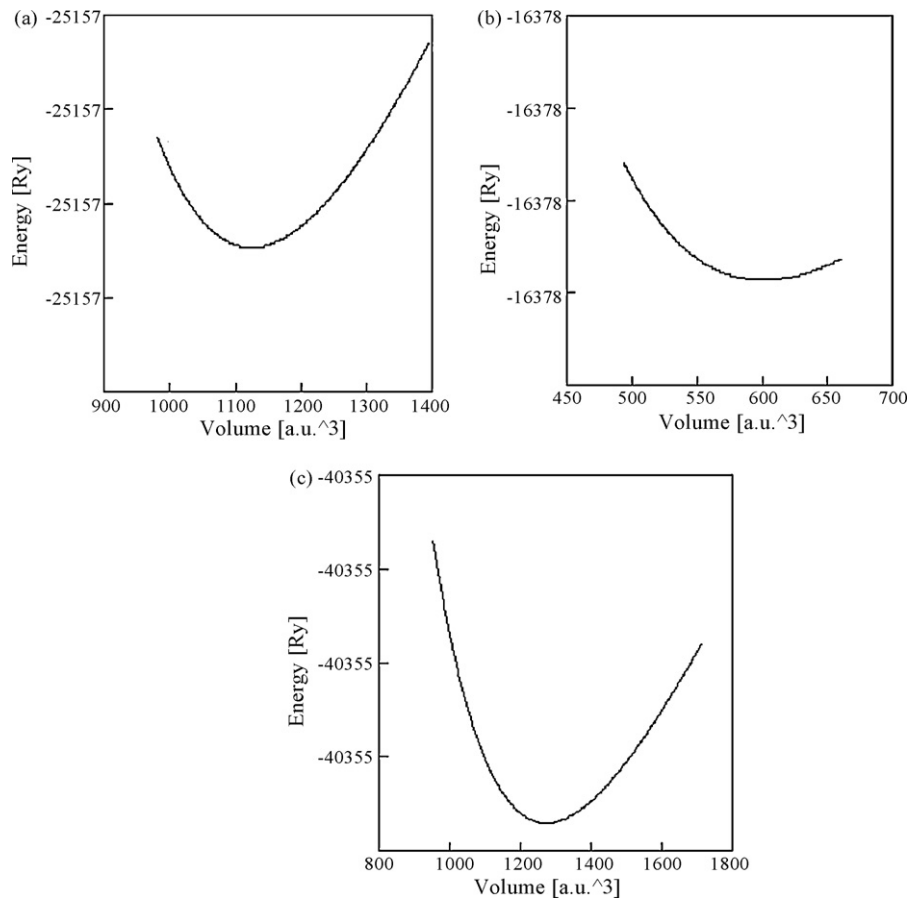 (a)
-25157
-25157
-25157
-25157
Energy [Ry]
900 1000 1100 1200 1300 1400
Volume [a.u.^3]
(b)
-16378
-16378
-16378
-16378
Energy [Ry]
450 500 550 600 650 700
Volume [a.u.^3]
(c)
-40355
-40355
-40355
-40355
Energy [Ry]
800 1000 1200 1400 1600 1800
Volume [a.u.^3]